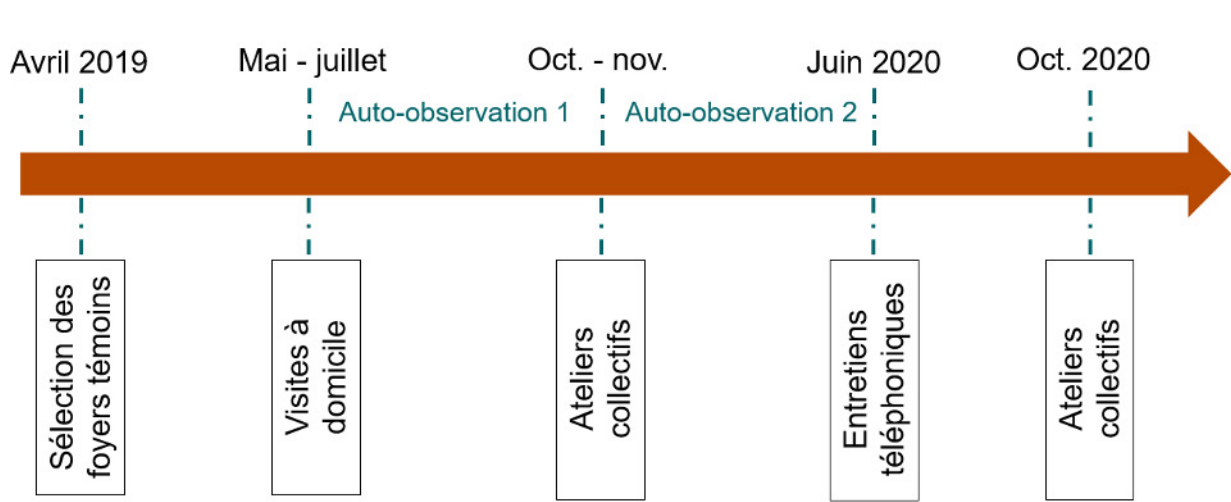 Avril 2019
Mai - juillet
Oct. - nov.
Juin 2020
Oct. 2020
Auto-observation 1
Auto-observation 2
Sélection des
foyers témoins
Visites à
domicile
Ateliers
collectifs
Entretiens
téléphoniques
Ateliers
collectifs